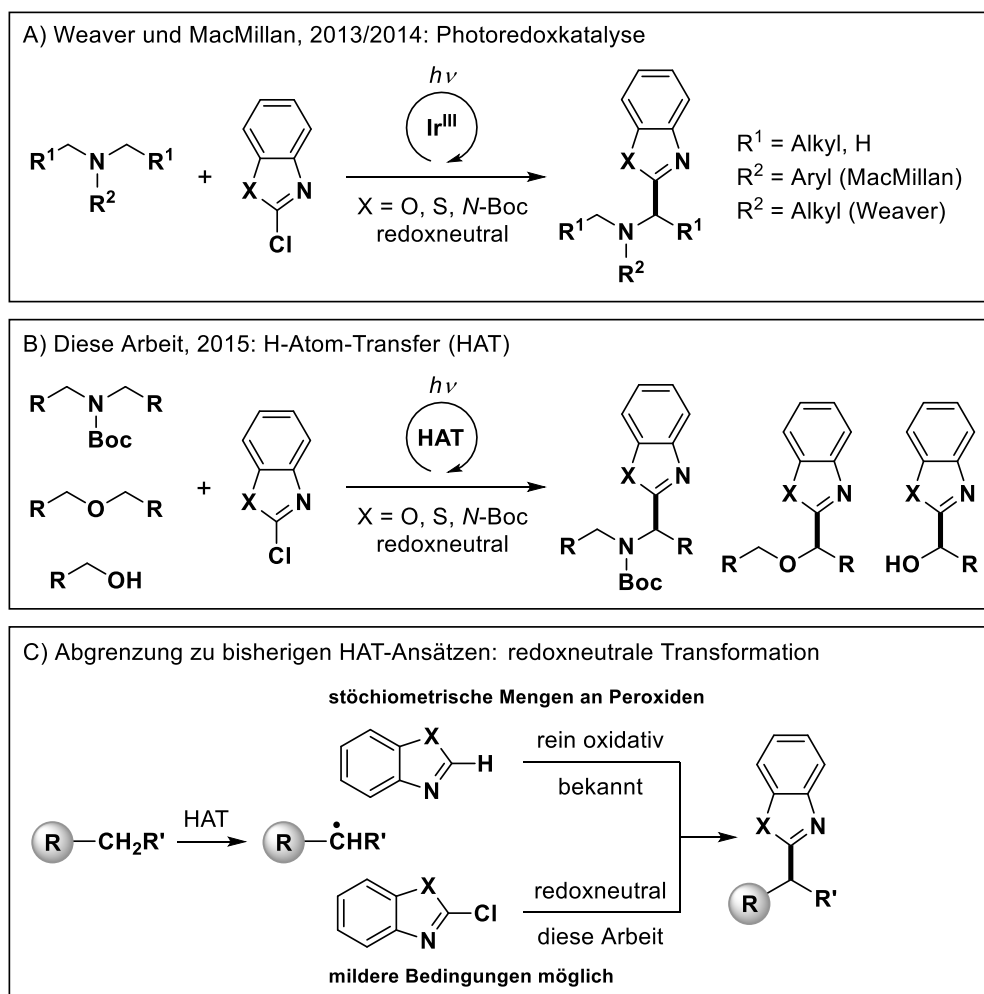 A) Weaver und MacMillan, 2013/2014: Photoredoxkatalyse
R¹ N R¹
R²
+
X N
Cl
hν
Ir^III
X = O, S, N-Boc
redoxneutral
X N
R¹ N R¹
R²
R¹ = Alkyl, H
R² = Aryl (MacMillan)
R² = Alkyl (Weaver)
B) Diese Arbeit, 2015: H-Atom-Transfer (HAT)
R N R
Boc
R O R
R OH
+
X N
Cl
hν
HAT
X = O, S, N-Boc
redoxneutral
X N
R N R
Boc
X N
R O R
X N
HO R
C) Abgrenzung zu bisherigen HAT-Ansätzen: redoxneutrale Transformation
stöchiometrische Mengen an Peroxiden
X
H
N
rein oxidativ
bekannt
R CH₂R'
HAT
R ĊHR'
X
Cl
N
redoxneutral
diese Arbeit
mildere Bedingungen möglich
X N
R R'